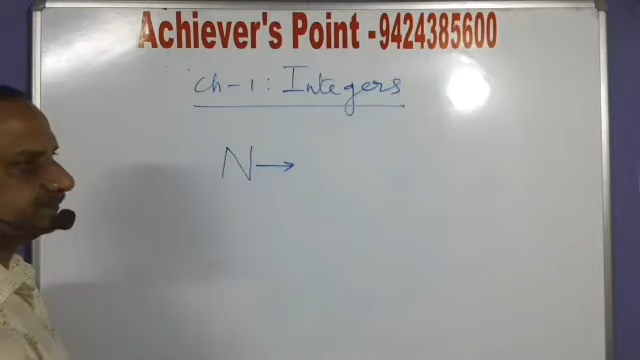 Achiever's Point -9424385600
Ch-1: Integers
N→